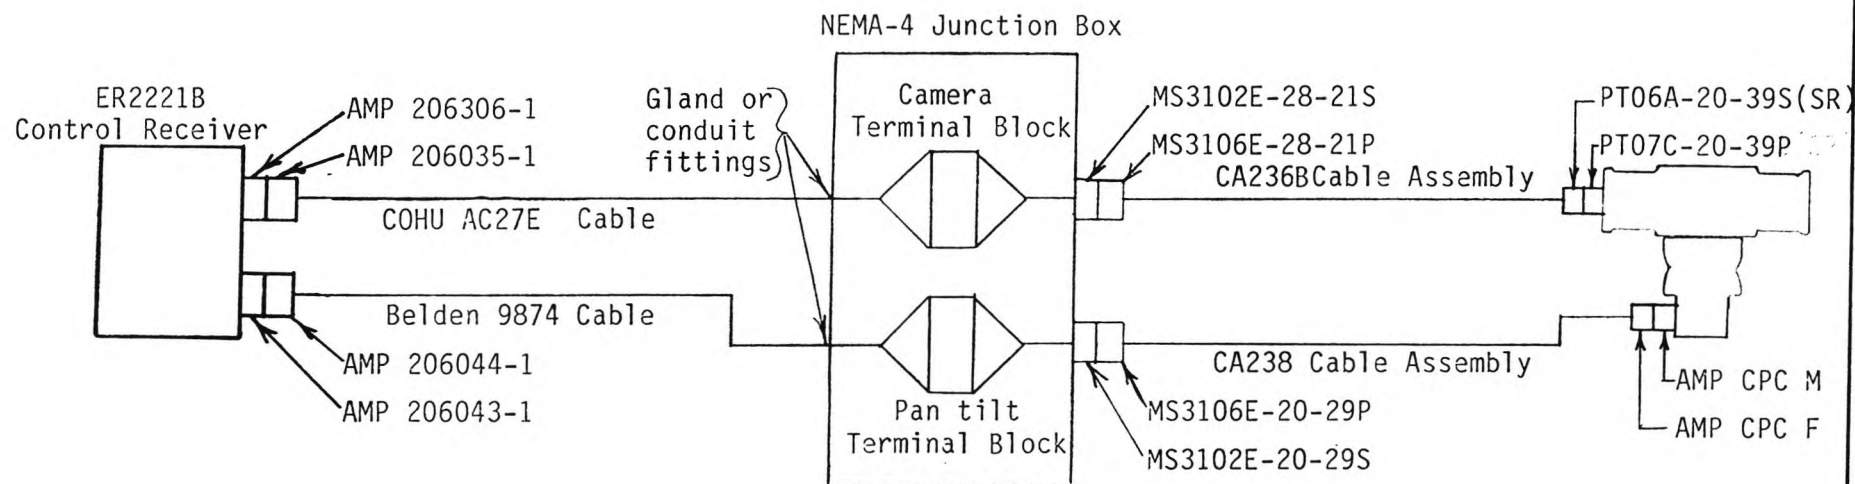 NEMA-4 Junction Box
ER2221B
Control Receiver
AMP 206306-1
AMP 206035-1
COHU AC27E Cable
Belden 9874 Cable
AMP 206044-1
AMP 206043-1
Gland or
conduit
fittings
Camera
Terminal Block
Pan tilt
Terminal Block
MS3102E-28-21S
MS3106E-28-21P
CA236BCable Assembly
CA238 Cable Assembly
MS3106E-20-29P
MS3102E-20-29S
PT06A-20-39S(SR)
PT07C-20-39P
AMP CPC M
AMP CPC F